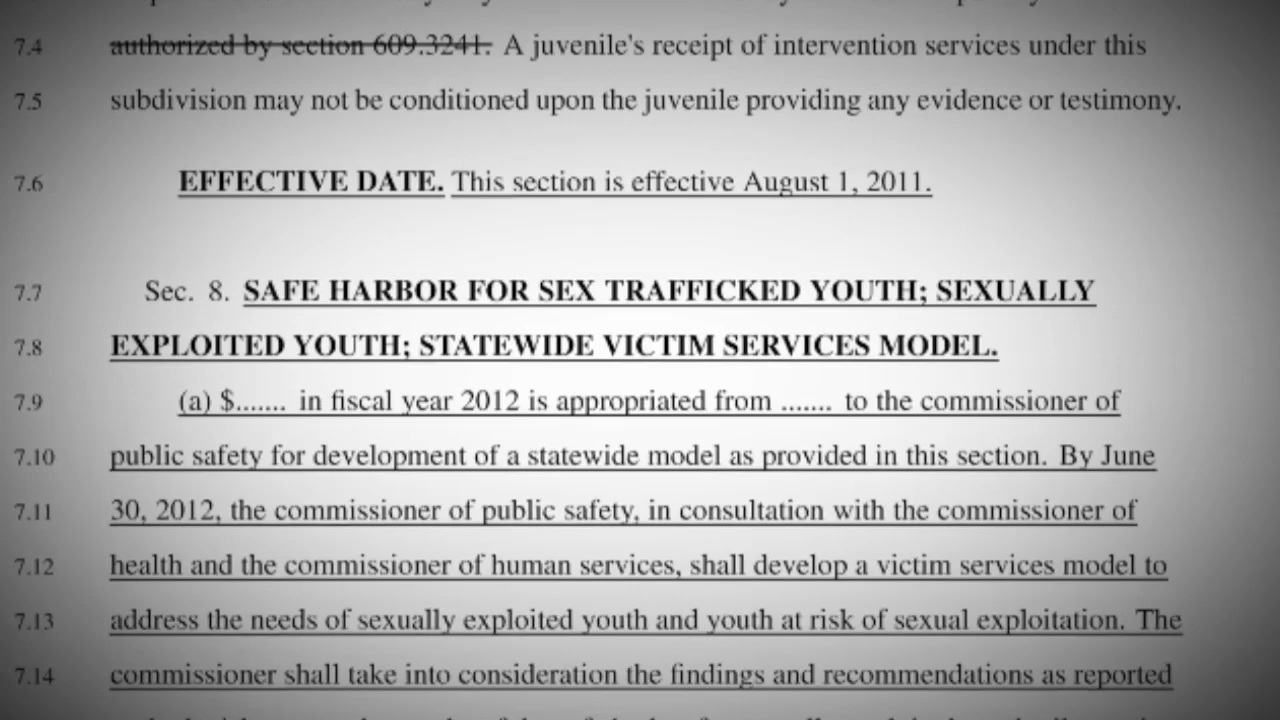 7.4 authorized by section 609.3241. A juvenile's receipt of intervention services under this
7.5 subdivision may not be conditioned upon the juvenile providing any evidence or testimony.
7.6 EFFECTIVE DATE. This section is effective August 1, 2011.
7.7 Sec. 8. SAFE HARBOR FOR SEX TRAFFICKED YOUTH; SEXUALLY
7.8 EXPLOITED YOUTH; STATEWIDE VICTIM SERVICES MODEL.
7.9 (a) $....... in fiscal year 2012 is appropriated from ....... to the commissioner of
7.10 public safety for development of a statewide model as provided in this section. By June
7.11 30, 2012, the commissioner of public safety, in consultation with the commissioner of
7.12 health and the commissioner of human services, shall develop a victim services model to
7.13 address the needs of sexually exploited youth and youth at risk of sexual exploitation. The
7.14 commissioner shall take into consideration the findings and recommendations as reported